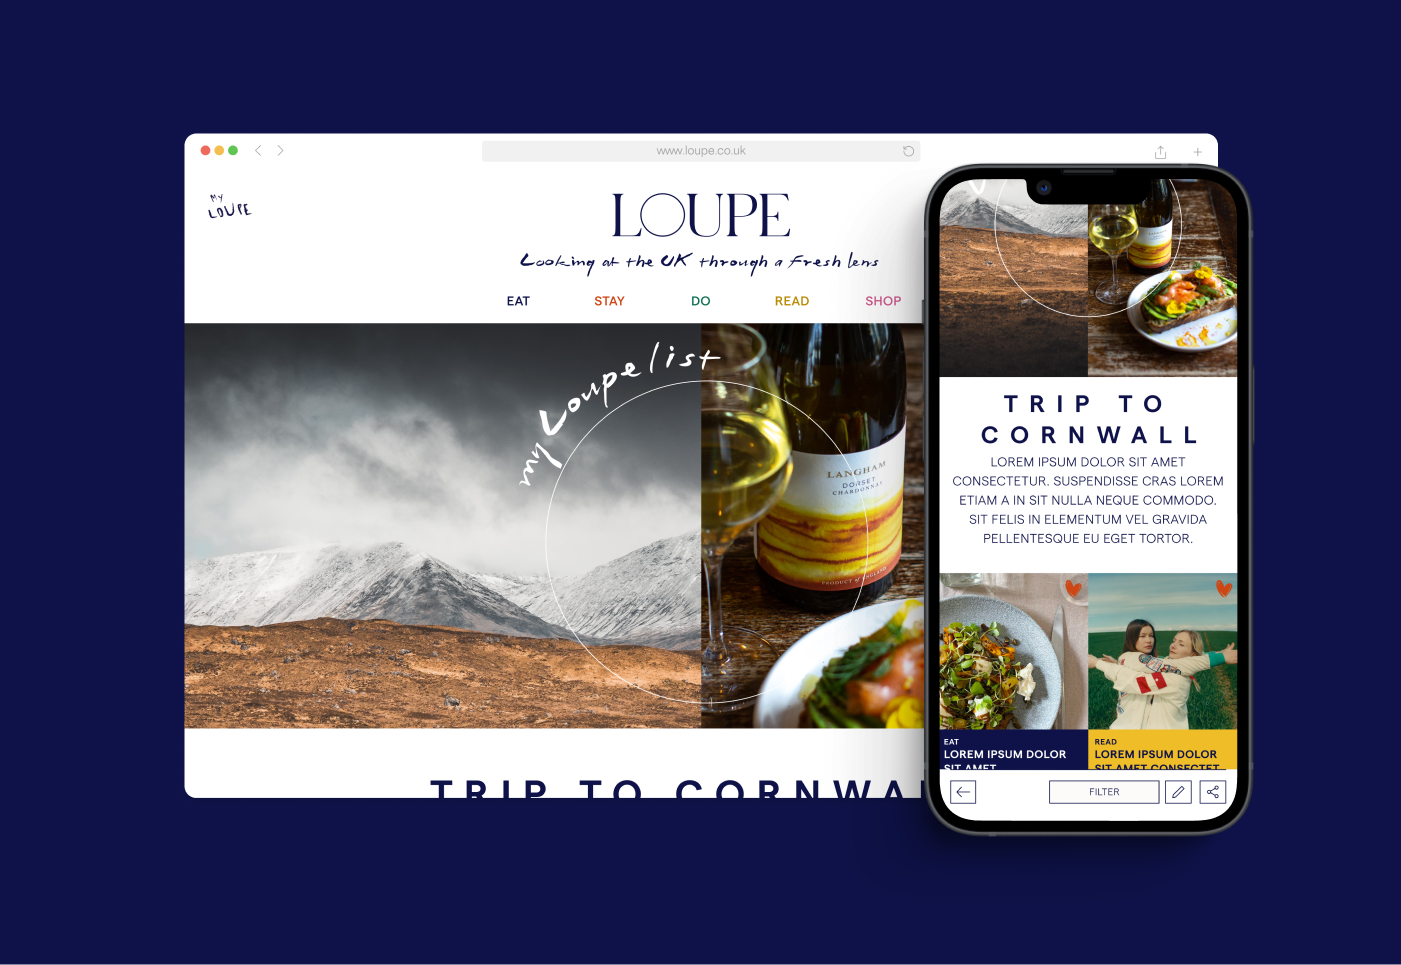 www.loupe.co.uk
MY
LOUPE
LOUPE
Looking at the UK through a fresh lens
EAT STAY DO READ SHOP
my Loupe list
LANGHAM
DORSET
CHARDONNAY
PRODUCT of ENGLAND
TRIP TO CORNWA
TRIP TO
CORNWALL
LOREM IPSUM DOLOR SIT AMET
CONSECTETUR. SUSPENDISSE CRAS LOREM
ETIAM A IN SIT NULLA NEQUE COMMODO.
SIT FELIS IN ELEMENTUM VEL GRAVIDA
PELLENTESQUE EU EGET TORTOR.
EAT
LOREM IPSUM DOLOR
SIT AMET
READ
LOREM IPSUM DOLOR
SIT AMET CONSECTET
FILTER